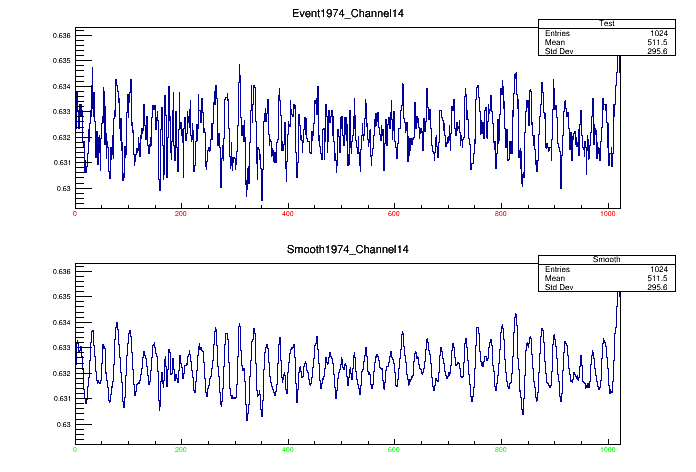 Event1974_Channel14
Test
Entries 1024
Mean 511.5
Std Dev 295.6
0.636
0.635
0.634
0.633
0.632
0.631
0.63
0 200 400 600 800 1000
Smooth1974_Channel14
Smooth
Entries 1024
Mean 511.5
Std Dev 295.6
0.636
0.635
0.634
0.633
0.632
0.631
0.63
0 200 400 600 800 1000